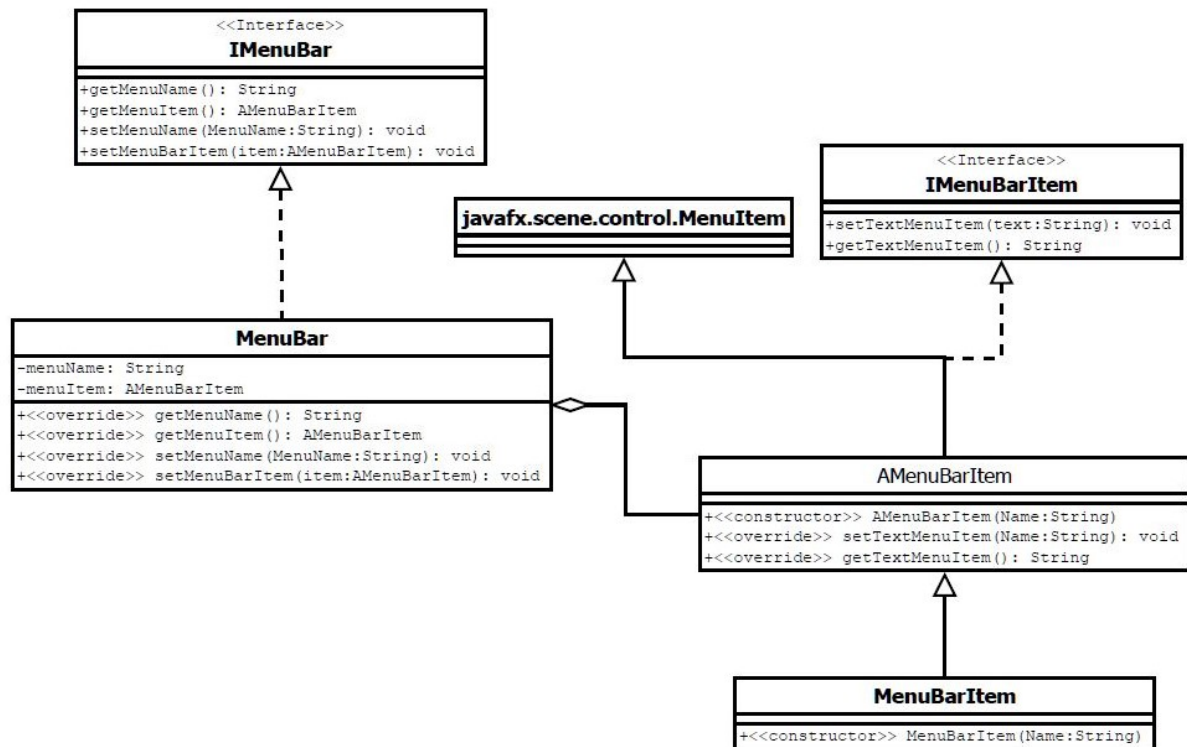 <<Interface>>
IMenuBar
+getMenuName(): String
+getMenuItem(): AMenuBarItem
+setMenuName(MenuName:String): void
+setMenuBarItem(item:AMenuBarItem): void
<<Interface>>
IMenuBarItem
+setTextMenuItem(text:String): void
+getTextMenuItem(): String
javafx.scene.control.MenuItem
MenuBar
-menuName: String
-menuItem: AMenuBarItem
+<<override>> getMenuName(): String
+<<override>> getMenuItem(): AMenuBarItem
+<<override>> setMenuName(MenuName:String): void
+<<override>> setMenuBarItem(item:AMenuBarItem): void
AMenuBarItem
+<<constructor>> AMenuBarItem(Name:String)
+<<override>> setTextMenuItem(Name:String): void
+<<override>> getTextMenuItem(): String
MenuBarItem
+<<constructor>> MenuBarItem(Name:String)